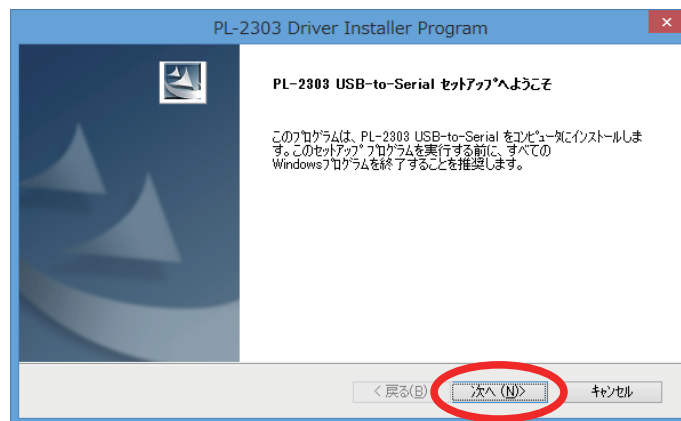 PL-2303 Driver Installer Program
PL-2303 USB-to-Serial ｾｯﾄｱｯﾌﾟへようこそ
このﾌﾟﾛｸﾞﾗﾑは、PL-2303 USB-to-Serial をｺﾝﾋﾟｭｰﾀにｲﾝｽﾄｰﾙしま
す。このｾｯﾄｱｯﾌﾟ ﾌﾟﾛｸﾞﾗﾑを実行する前に、すべての
Windowsﾌﾟﾛｸﾞﾗﾑを終了することを推奨します。
< 戻る(B) 次へ (N)> ｷｬﾝｾﾙ